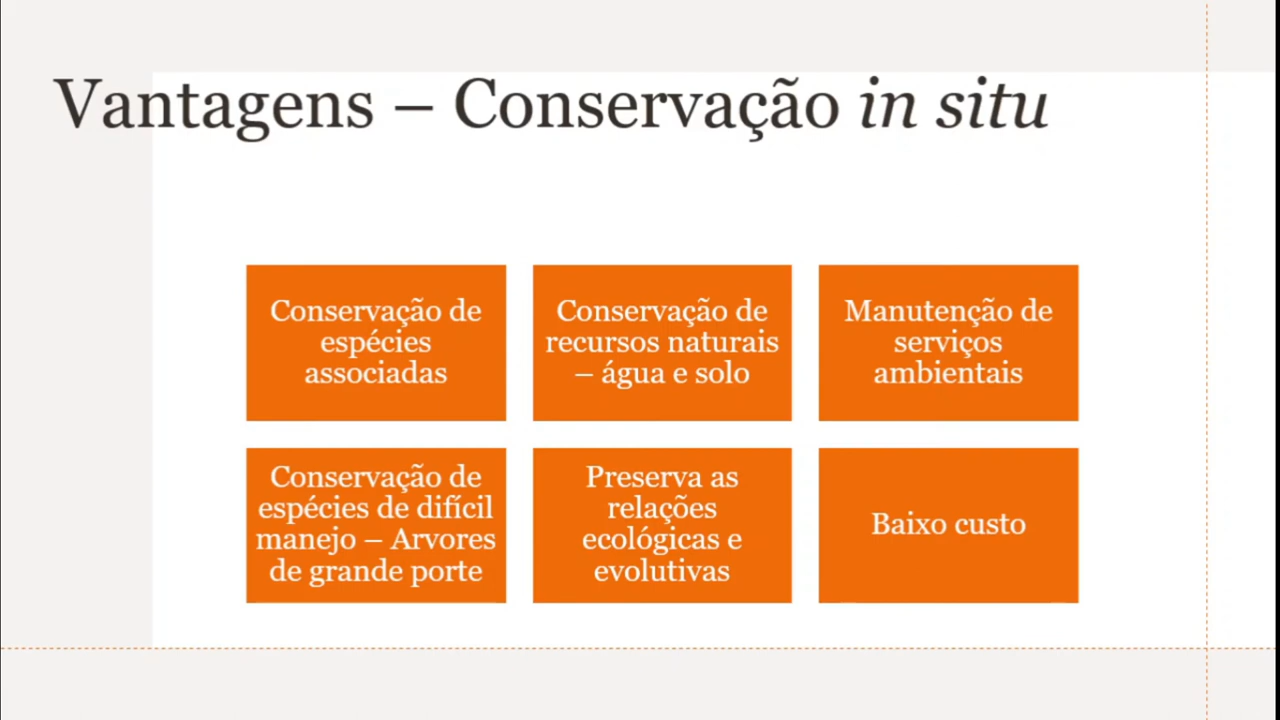 Vantagens – Conservação in situ
Conservação de
espécies
associadas
Conservação de
recursos naturais
– água e solo
Manutenção de
serviços
ambientais
Conservação de
espécies de difícil
manejo – Arvores
de grande porte
Preserva as
relações
ecológicas e
evolutivas
Baixo custo